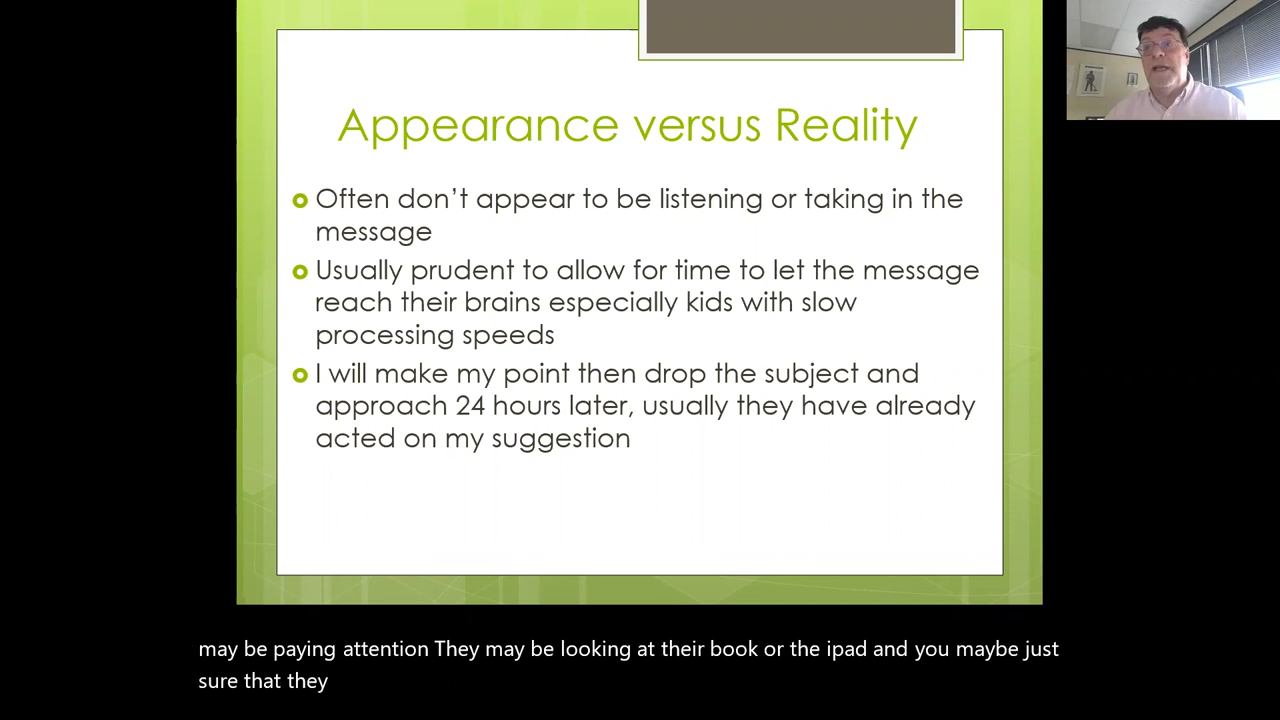 Appearance versus Reality
Often don’t appear to be listening or taking in the
message
Usually prudent to allow for time to let the message
reach their brains especially kids with slow
processing speeds
I will make my point then drop the subject and
approach 24 hours later, usually they have already
acted on my suggestion
may be paying attention They may be looking at their book or the ipad and you maybe just
sure that they